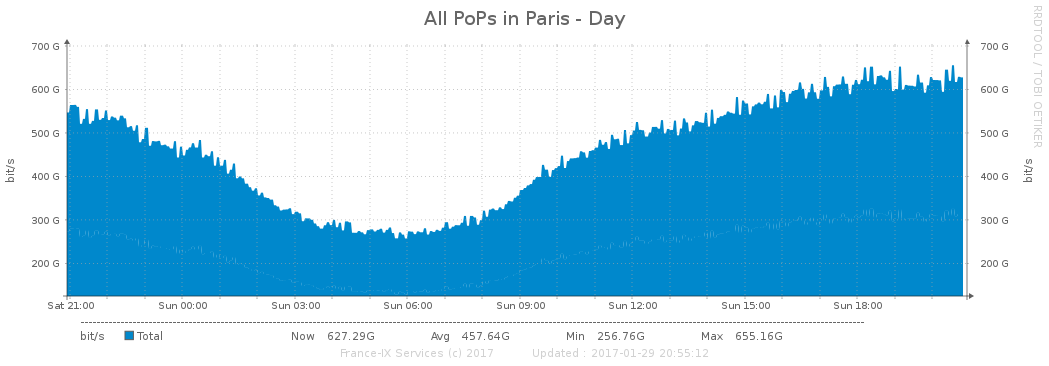 All PoPs in Paris - Day
RRDTOOL / TOBI OETIKER
700 G 700 G
600 G 600 G
500 G 500 G
400 G 400 G
300 G 300 G
200 G 200 G
bit/s
bit/s
Sat 21:00 Sun 00:00 Sun 03:00 Sun 06:00 Sun 09:00 Sun 12:00 Sun 15:00 Sun 18:00
bit/s Total Now 627.29G Avg 457.64G Min 256.76G Max 655.16G
France-IX Services (c) 2017 Updated : 2017-01-29 20:55:12